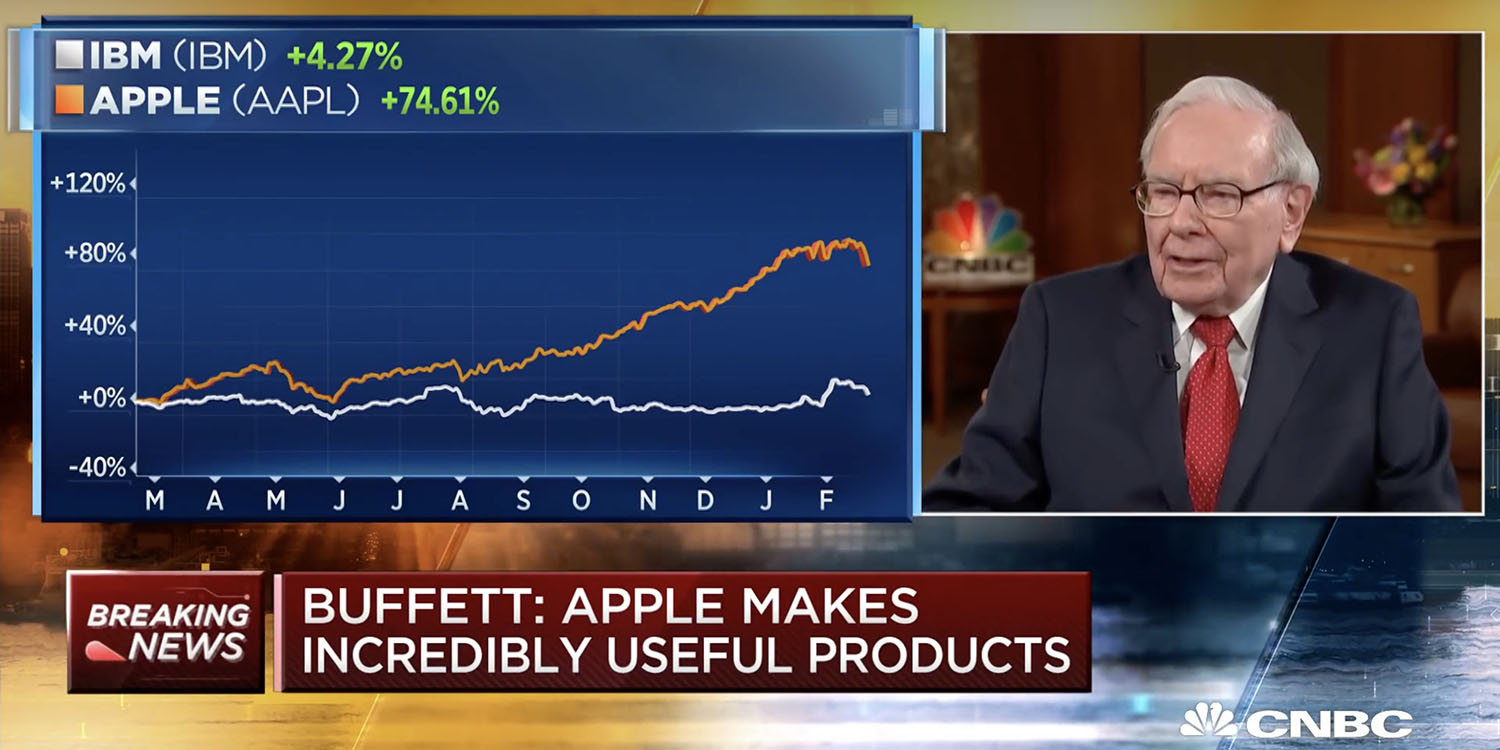 IBM (IBM) +4.27%
APPLE (AAPL) +74.61%
+120%
+80%
+40%
+0%
-40%
M A M J J A S O N D J F
CNBC
BREAKING
NEWS
BUFFETT: APPLE MAKES
INCREDIBLY USEFUL PRODUCTS
CNBC